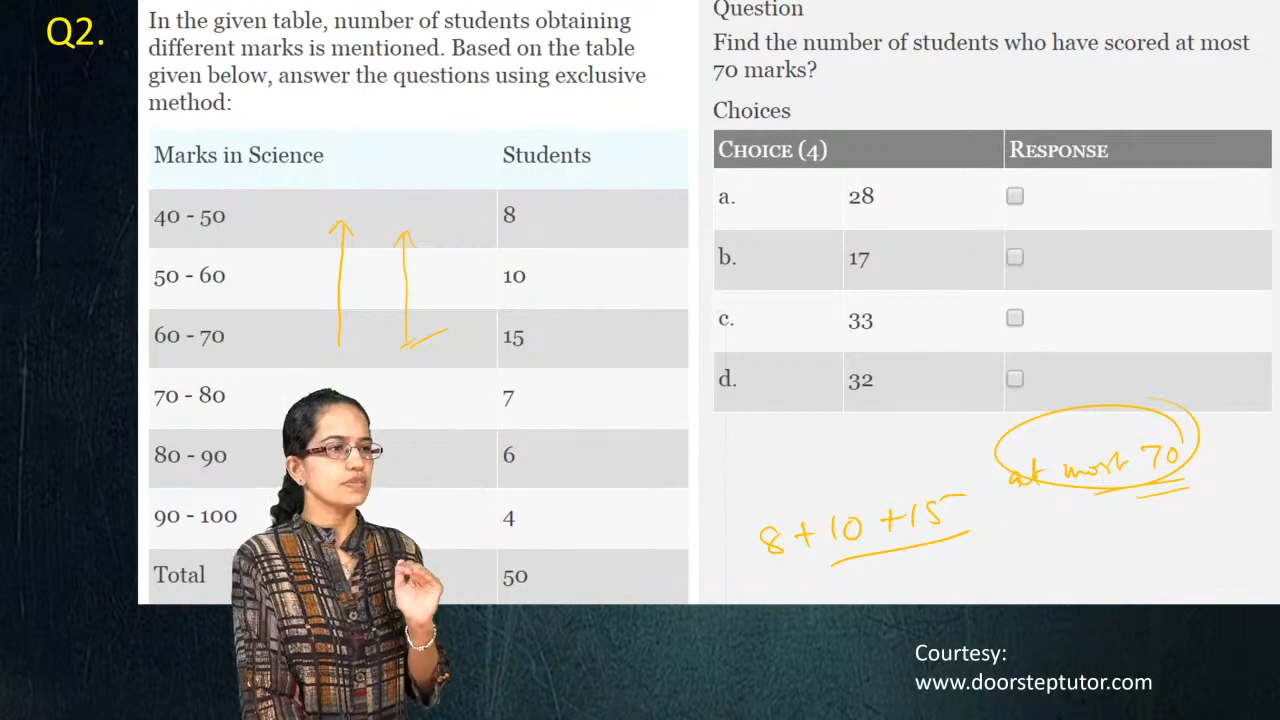 Q2.
In the given table, number of students obtaining
different marks is mentioned. Based on the table
given below, answer the questions using exclusive
method:
Marks in Science Students
40 - 50 8
50 - 60 10
60 - 70 15
70 - 80 7
80 - 90 6
90 - 100 4
Total 50
Question
Find the number of students who have scored at most
70 marks?
Choices
CHOICE (4) RESPONSE
a. 28
b. 17
c. 33
d. 32
at most 70
8 + 10 + 15
Courtesy:
www.doorsteptutor.com